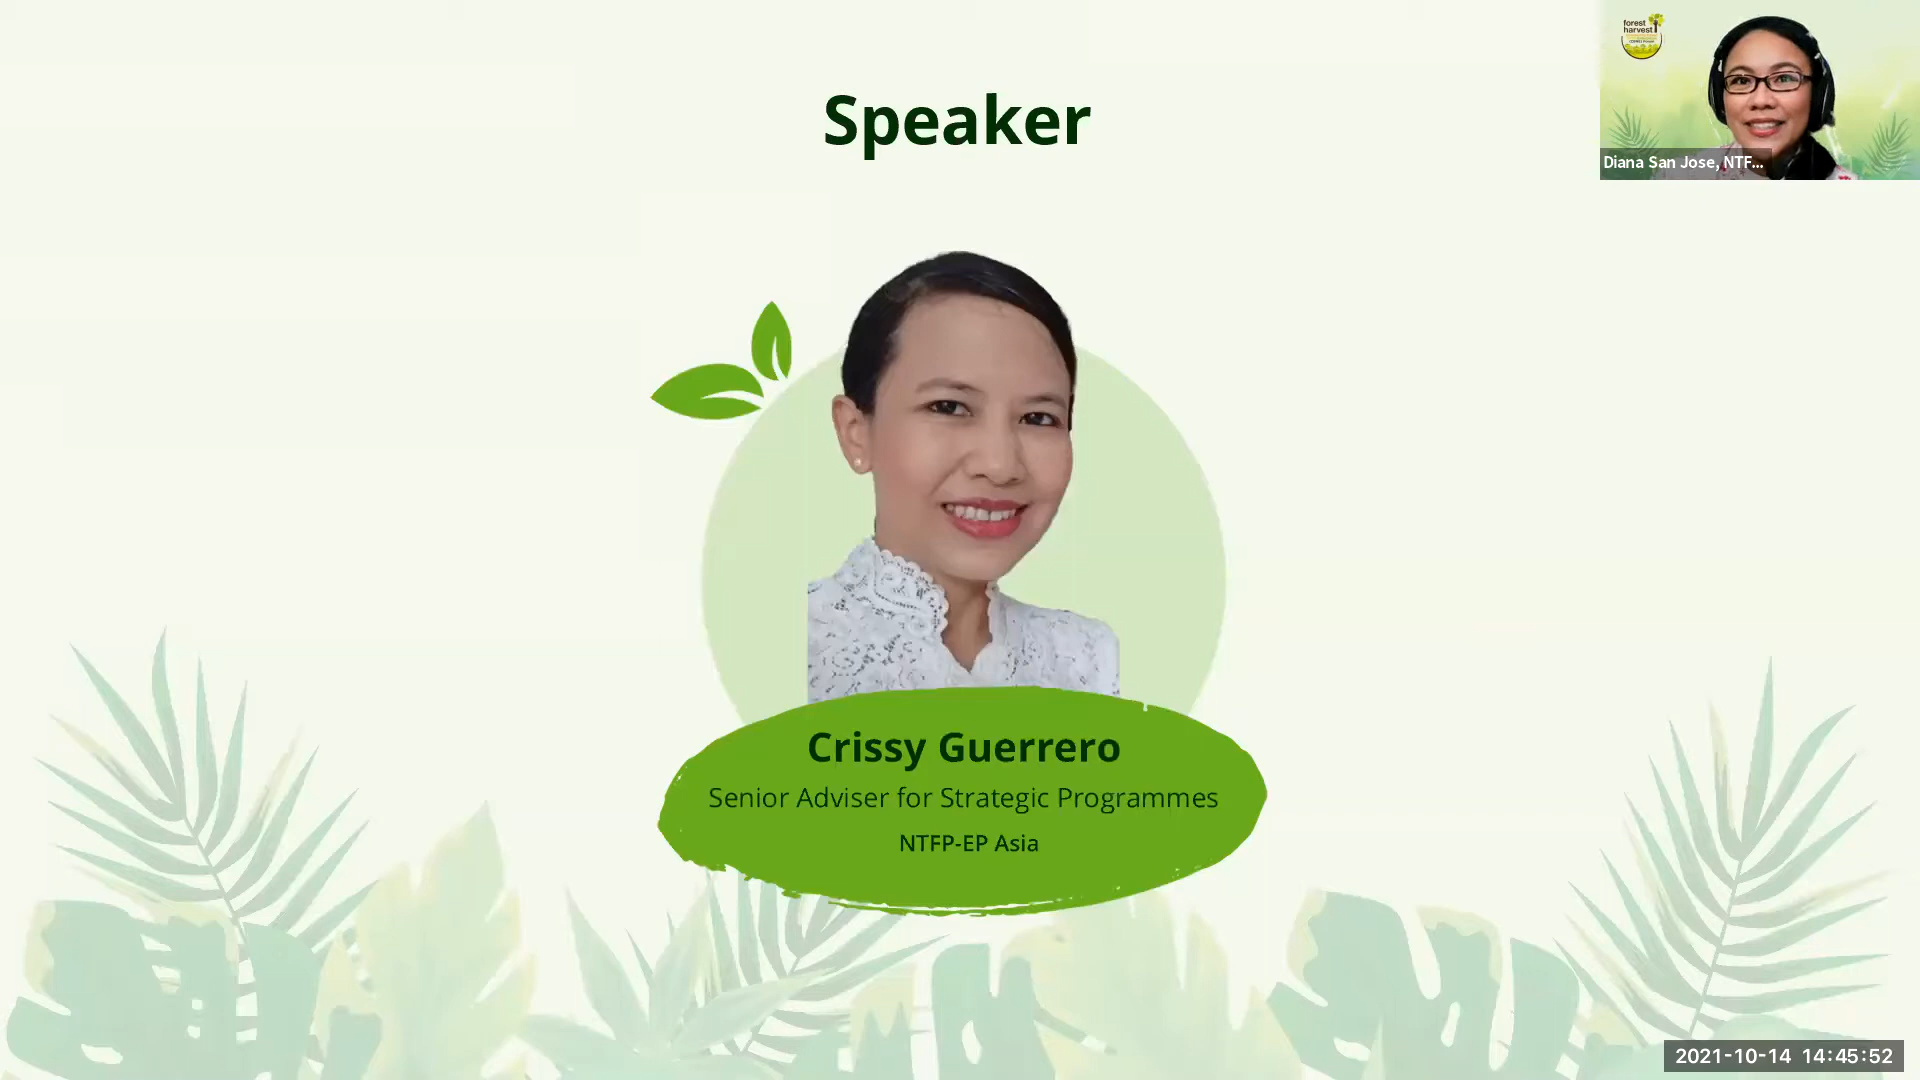 Speaker
forest
harvest
Diana San Jose, NTF...
Crissy Guerrero
Senior Adviser for Strategic Programmes
NTFP-EP Asia
2021-10-14 14:45:52